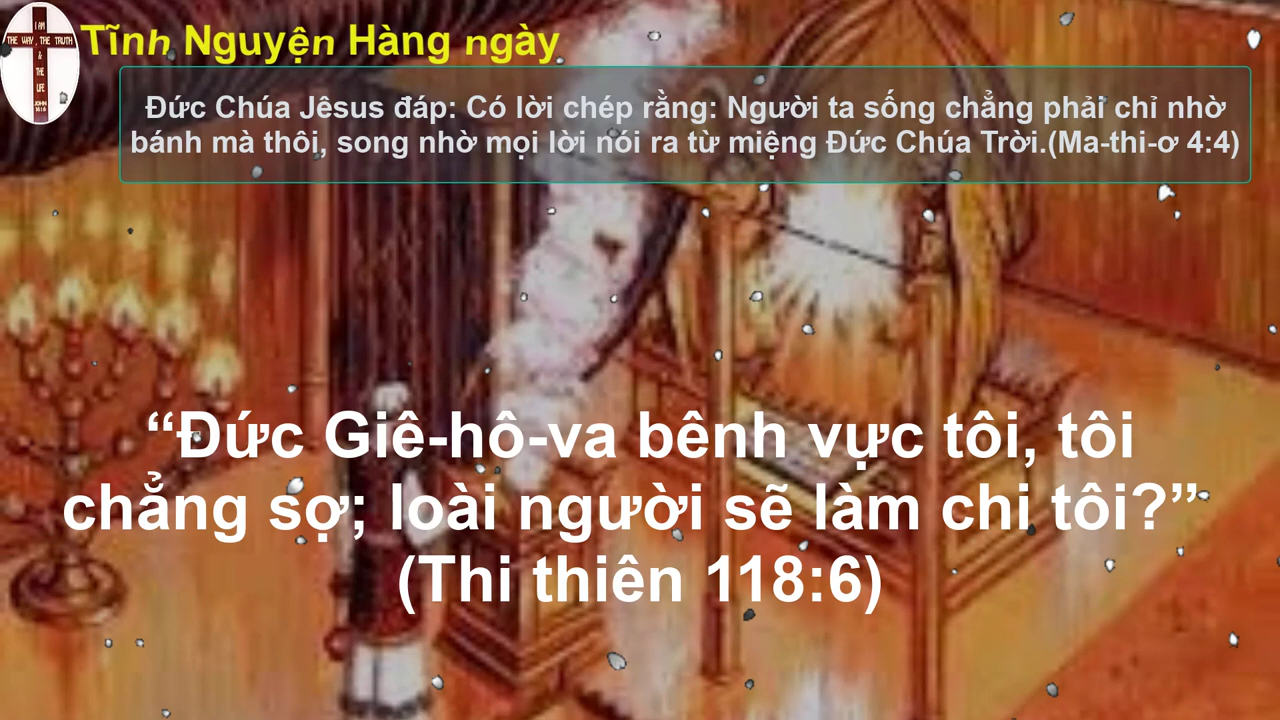 I AM
THE WAY, THE TRUTH
&
THE
LIFE
JOHN
14:6
Tĩnh Nguyện Hàng ngày
Đức Chúa Jêsus đáp: Có lời chép rằng: Người ta sống chẳng phải chỉ nhờ
bánh mà thôi, song nhờ mọi lời nói ra từ miệng Đức Chúa Trời.(Ma-thi-ơ 4:4)
“Đức Giê-hô-va bênh vực tôi, tôi
chẳng sợ; loài người sẽ làm chi tôi?”
(Thi thiên 118:6)